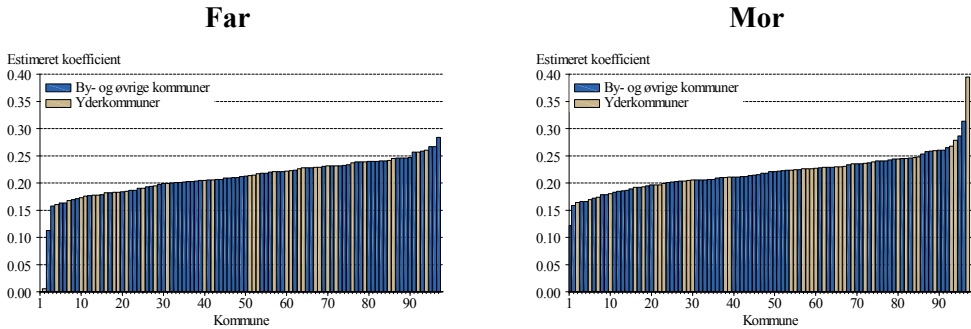 Far
Estimeret koefficient
0.40
0.35
0.30
0.25
0.20
0.15
0.10
0.05
0.00
By- og øvrige kommuner
Yderkommuner
1 10 20 30 40 50 60 70 80 90
Kommune
Mor
Estimeret koefficient
0.40
0.35
0.30
0.25
0.20
0.15
0.10
0.05
0.00
By- og øvrige kommuner
Yderkommuner
1 10 20 30 40 50 60 70 80 90
Kommune